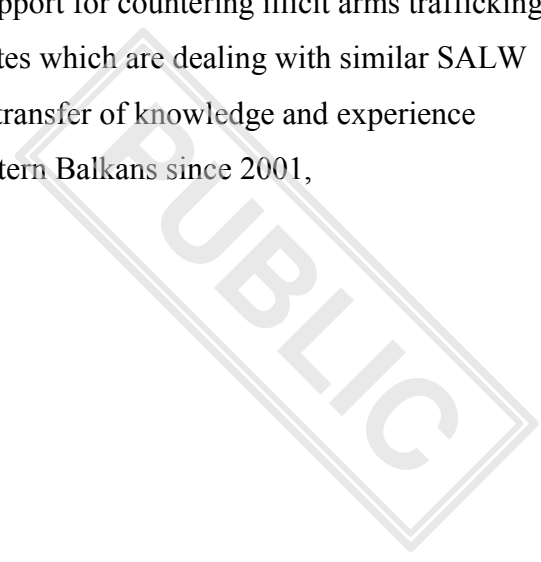 pport for countering illicit arms trafficking
tes which are dealing with similar SALW
transfer of knowledge and experience
tern Balkans since 2001,
PUBLIC